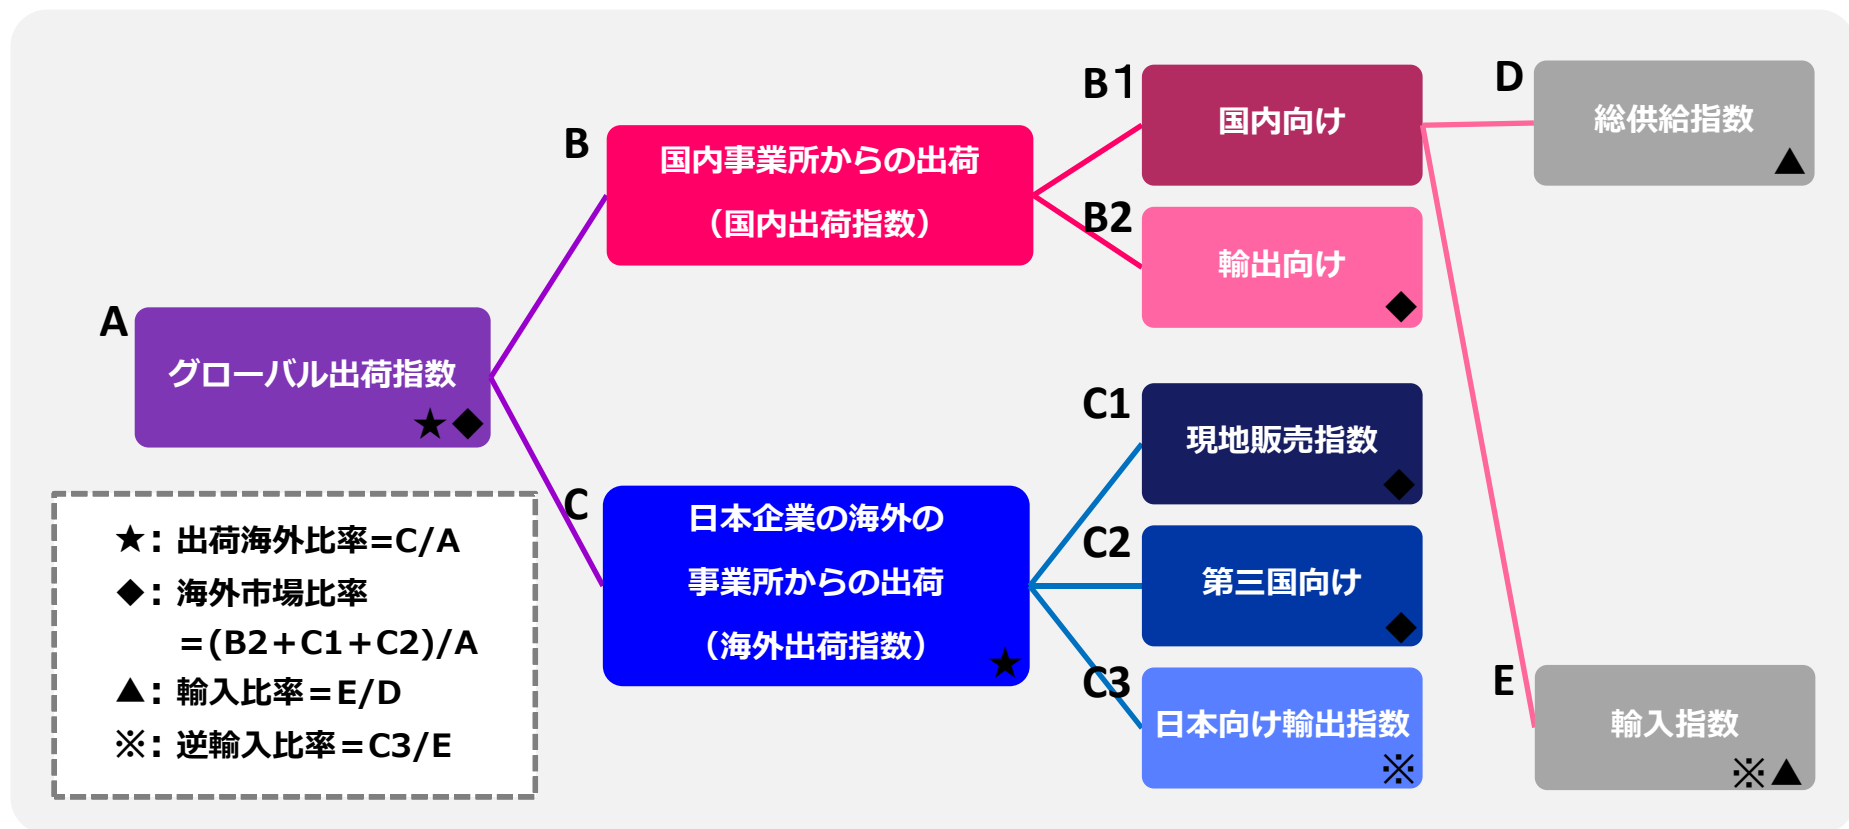 A
グローバル出荷指数
★◆
B
国内事業所からの出荷
（国内出荷指数）
C
日本企業の海外の
事業所からの出荷
（海外出荷指数）
★
B1
国内向け
B2
輸出向け
◆
C1
現地販売指数
◆
C2
第三国向け
◆
C3
日本向け輸出指数
※
D
総供給指数
▲
E
輸入指数
※▲
★：出荷海外比率=C/A
◆：海外市場比率
=(B2+C1+C2)/A
▲：輸入比率=E/D
※：逆輸入比率=C3/E